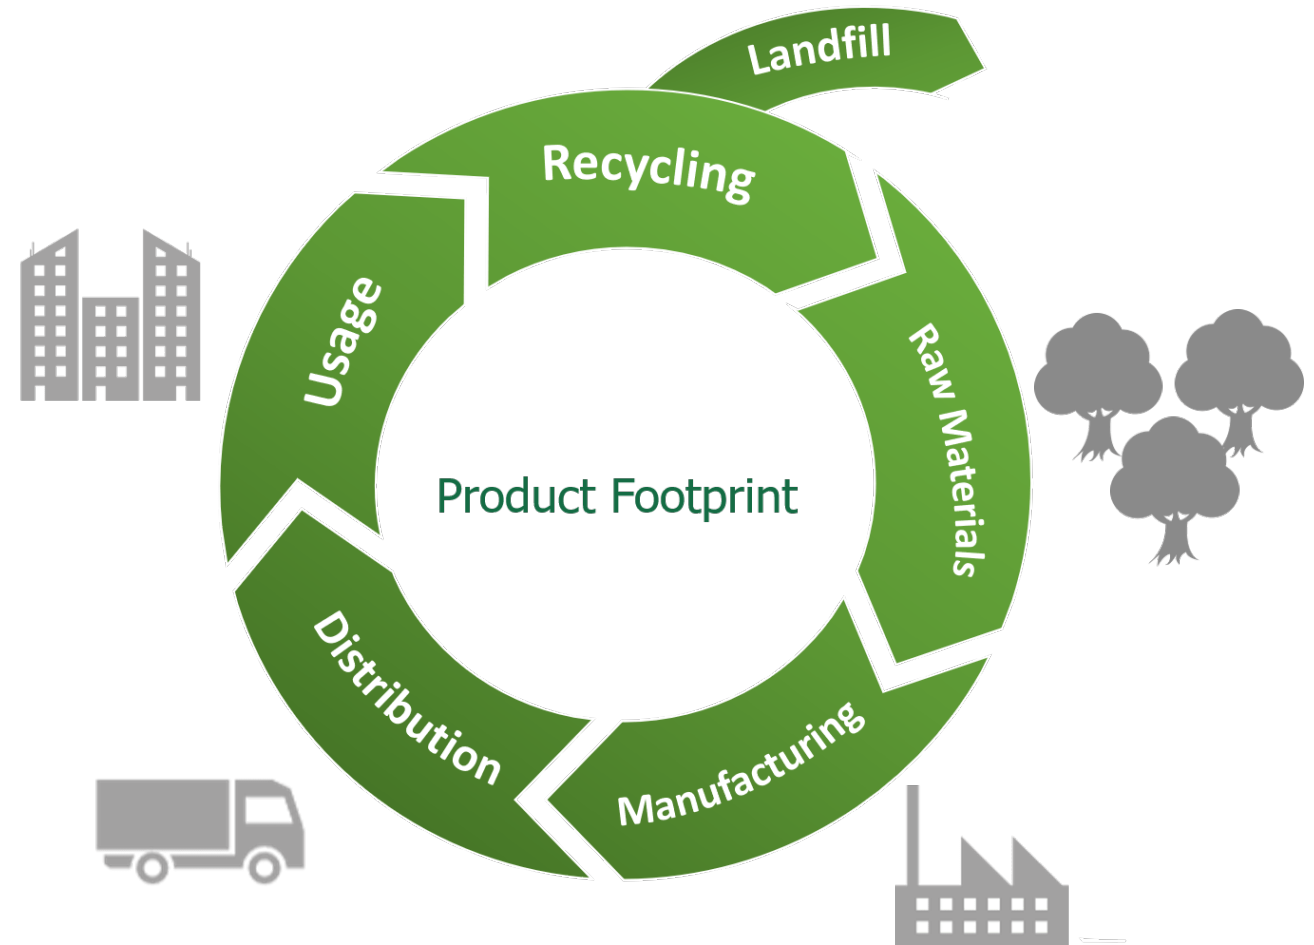 Landfill
Recycling
Raw Materials
Manufacturing
Distribution
Usage
Product Footprint